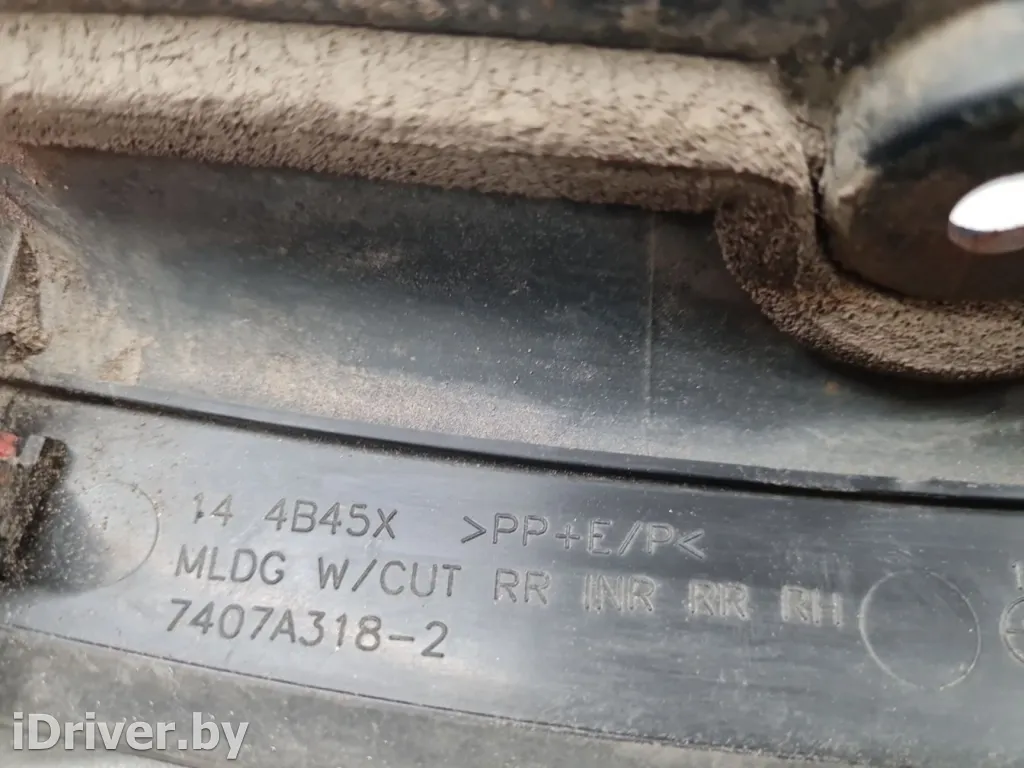 14 4B45X >PP+E/P<
MLDG W/CUT RR INR RR RH
7407A318-2
iDriver.by